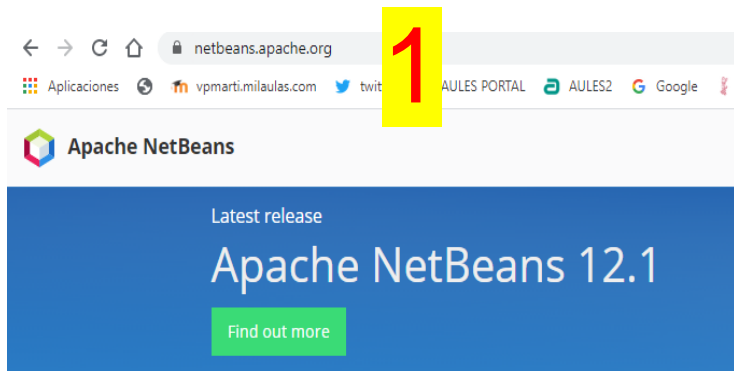 netbeans.apache.org
1
Aplicaciones vpmarti.milaulas.com twit AULES PORTAL AULES2 Google
Apache NetBeans
Latest release
Apache NetBeans 12.1
Find out more